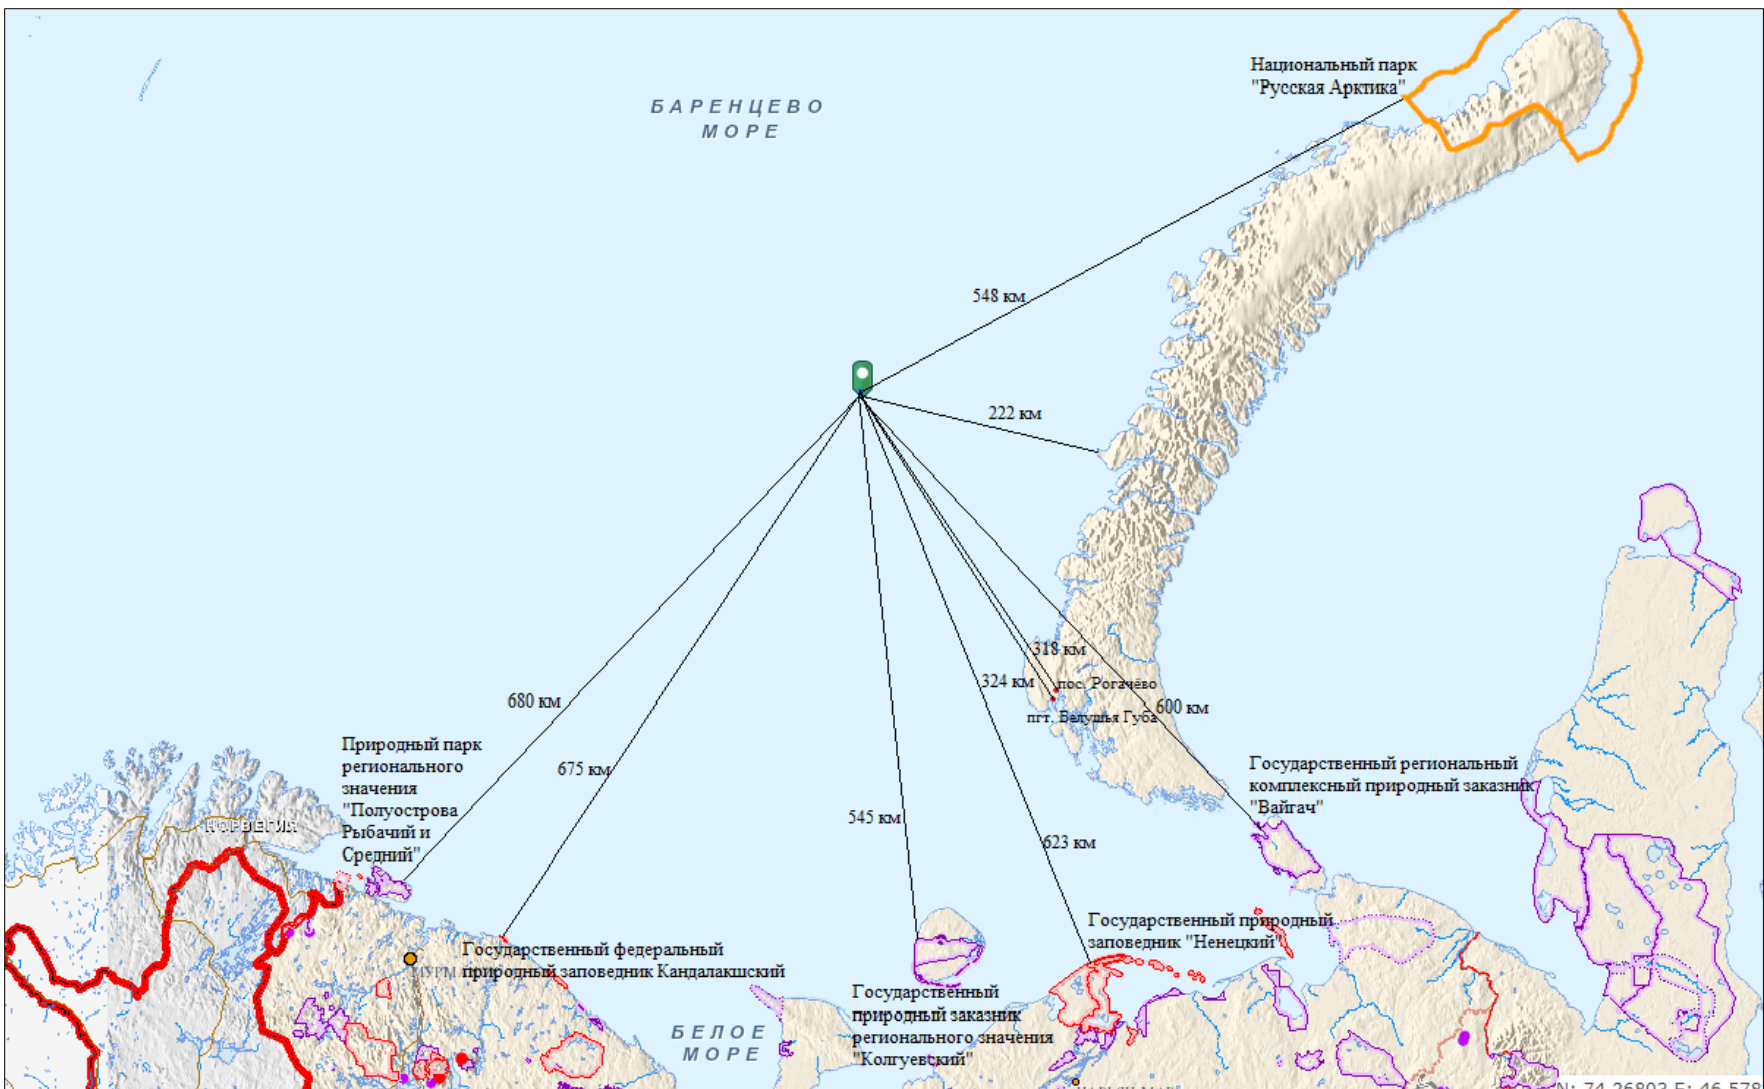 Национальный парк
"Русская Арктика"
БАРЕНЦЕВО
МОРЕ
548 км
222 км
318 км
324 км
пос. Рогачёво
600 км
680 км
пгт. Белушья Губа
Природный парк
регионального
значения
"Полуострова
Рыбачий и
Средний"
675 км
Государственный региональный
комплексный природный заказник
"Вайгач"
545 км
НОРВЕГИЯ
623 км
Государственный природный
заповедник "Ненецкий"
Государственный федеральный
природный заповедник Кандалакшский
Государственный
природный заказник
регионального значения
"Колгуевский"
БЕЛОЕ
МОРЕ